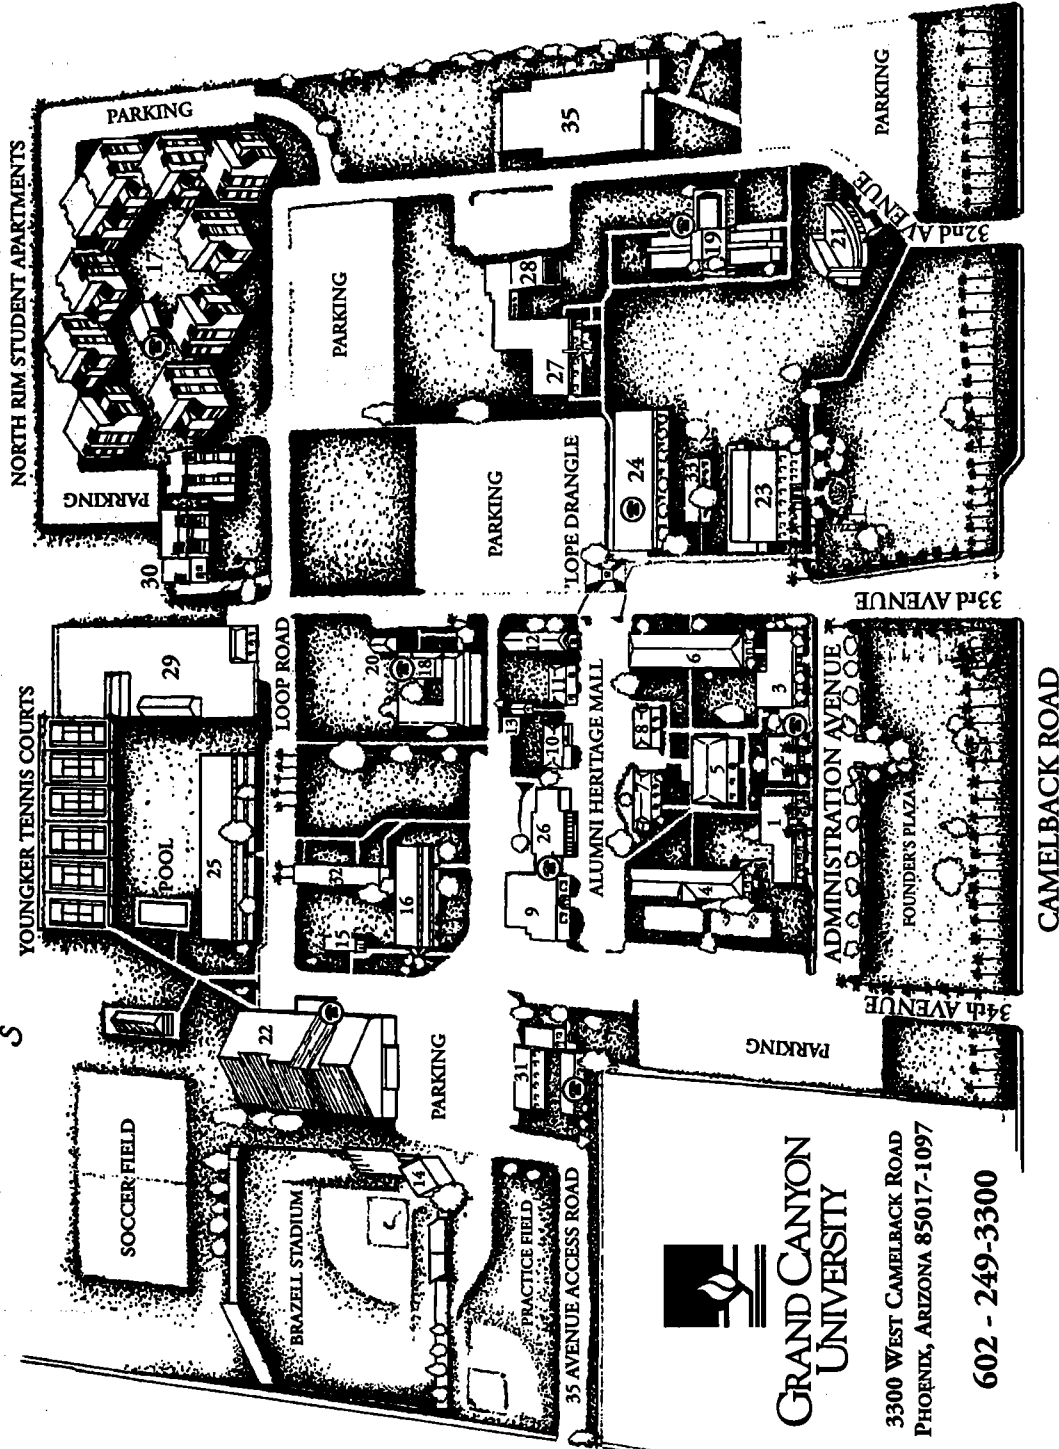 NORTH RIM STUDENT APARTMENTS
PARKING
17
PARKING
30
YOUNGKER TENNIS COURTS
29
POOL
25
LOOP ROAD
S
SOCCER FIELD
22
BRAZELL STADIUM
14
PRACTICE FIELD
35 AVENUE ACCESS ROAD
PARKING
31
PARKING
32
15
16
20
18
PARKING
PARKING
35
PARKING
28
27
19
21
32nd AVENUE
'LOPE DRANGLE
24
33
23
33rd AVENUE
12
11
13
10
26
9
ALUMNI HERITAGE MALL
6
8
7
5
4
3
2
1
ADMINISTRATION AVENUE
FOUNDER'S PLAZA
34th AVENUE
CAMELBACK ROAD
GRAND CANYON
UNIVERSITY
3300 WEST CAMELBACK ROAD
PHOENIX, ARIZONA 85017-1097
602 - 249-3300